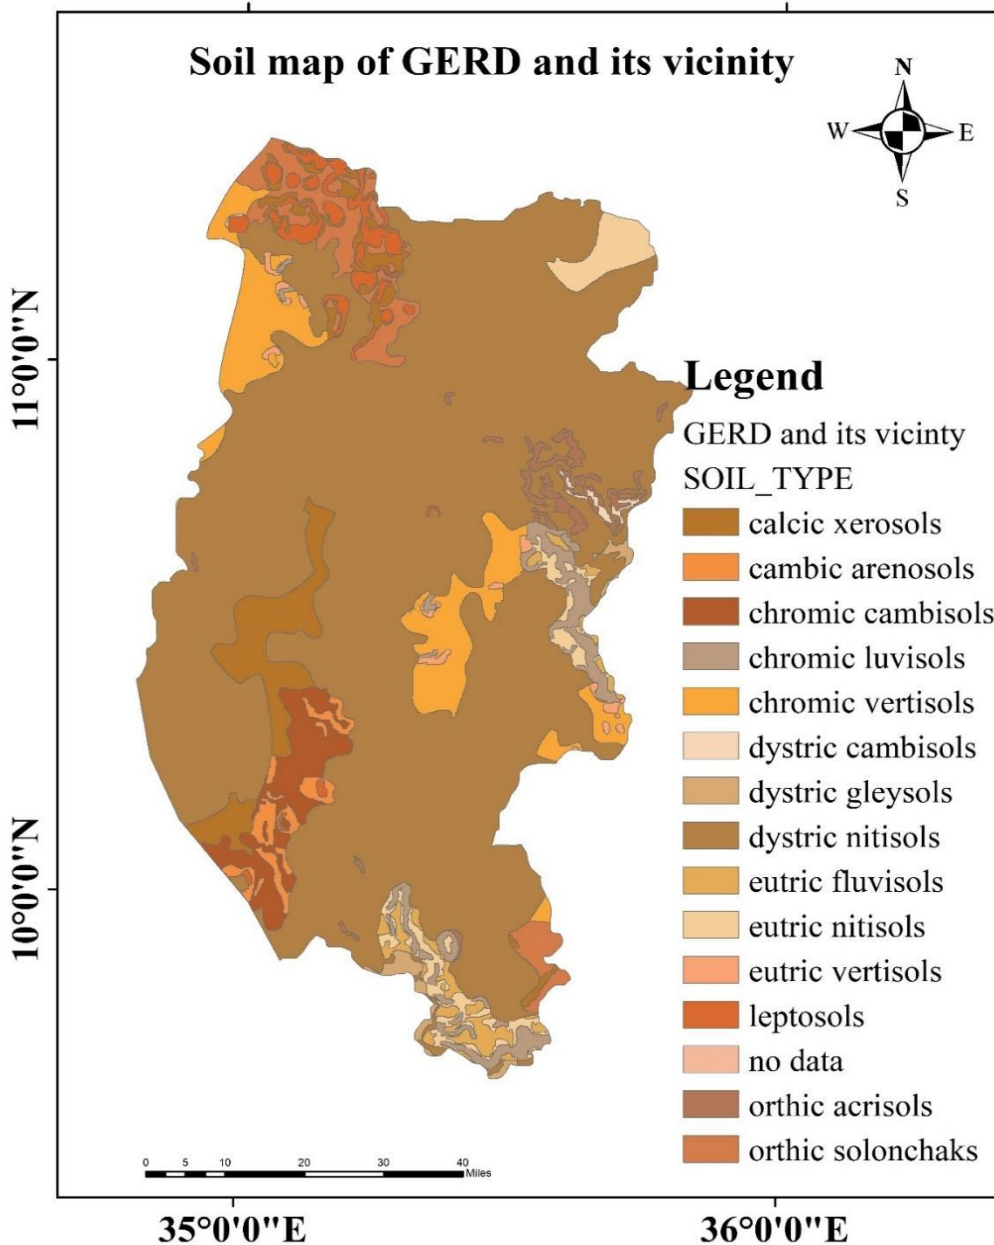 Soil map of GERD and its vicinity
N
W E
S
11°0'0"N
10°0'0"N
Legend
GERD and its vicinty
SOIL_TYPE
calcic xerosols
cambic arenosols
chromic cambisols
chromic luvisols
chromic vertisols
dystric cambisols
dystric gleysols
dystric nitisols
eutric fluvisols
eutric nitisols
eutric vertisols
leptosols
no data
orthic acrisols
orthic solonchaks
0 5 10 20 30 40
Miles
35°0'0"E 36°0'0"E